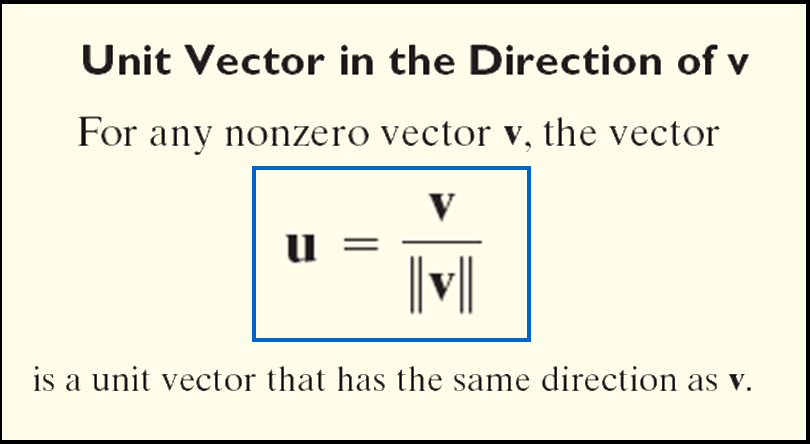 Unit Vector in the Direction of v
For any nonzero vector v, the vector
u = v / ‖v‖
is a unit vector that has the same direction as v.